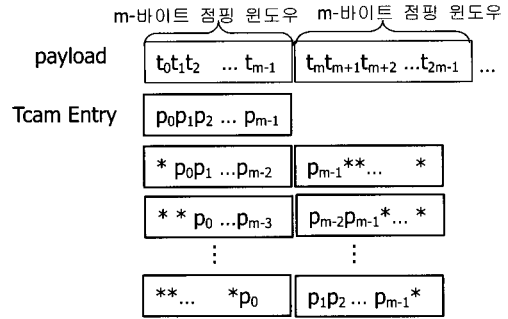 m-바이트 점핑 윈도우 m-바이트 점핑 윈도우
payload t₀t₁t₂ ... tₘ₋₁ tₘtₘ₊₁tₘ₊₂ ...t₂ₘ₋₁ ...
Tcam Entry p₀p₁p₂ ... pₘ₋₁
* p₀p₁ ...pₘ₋₂ pₘ₋₁**... *
* * p₀ ...pₘ₋₃ pₘ₋₂pₘ₋₁*... *
⋮ ⋮
**... *p₀ p₁p₂ ... pₘ₋₁*